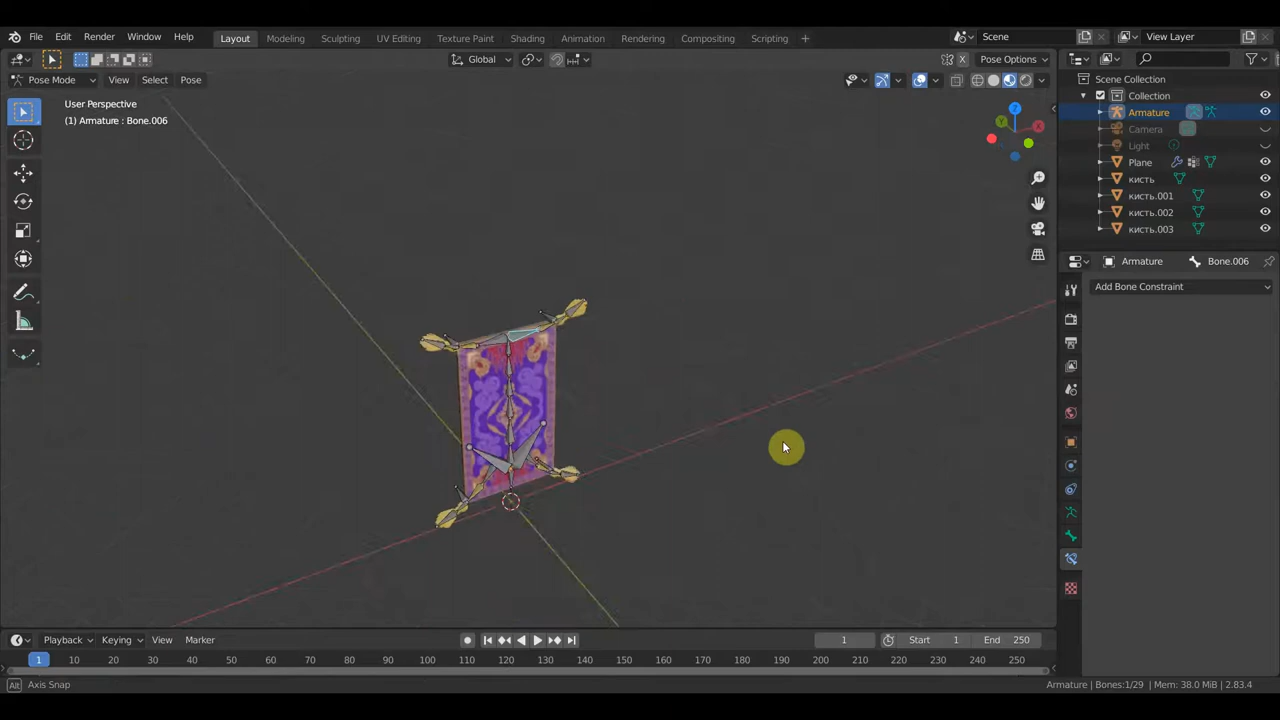 File Edit Render Window Help
Layout Modeling Sculpting UV Editing Texture Paint Shading Animation Rendering Compositing Scripting +
Scene
View Layer
Global
X
Pose Options
Pose Mode
View Select Pose
User Perspective
(1) Armature : Bone.006
Z
Y
X
Scene Collection
Collection
Armature
Camera
Light
Plane
кисть
кисть.001
кисть.002
кисть.003
Armature
Bone.006
Add Bone Constraint
Playback Keying View Marker
1
Start 1
End 250
1 10 20 30 40 50 60 70 80 90 100 110 120 130 140 150 160 170 180 190 200 210 220 230 240 250
Alt Axis Snap
Armature | Bones:1/29 | Mem: 38.0 MiB | 2.83.4